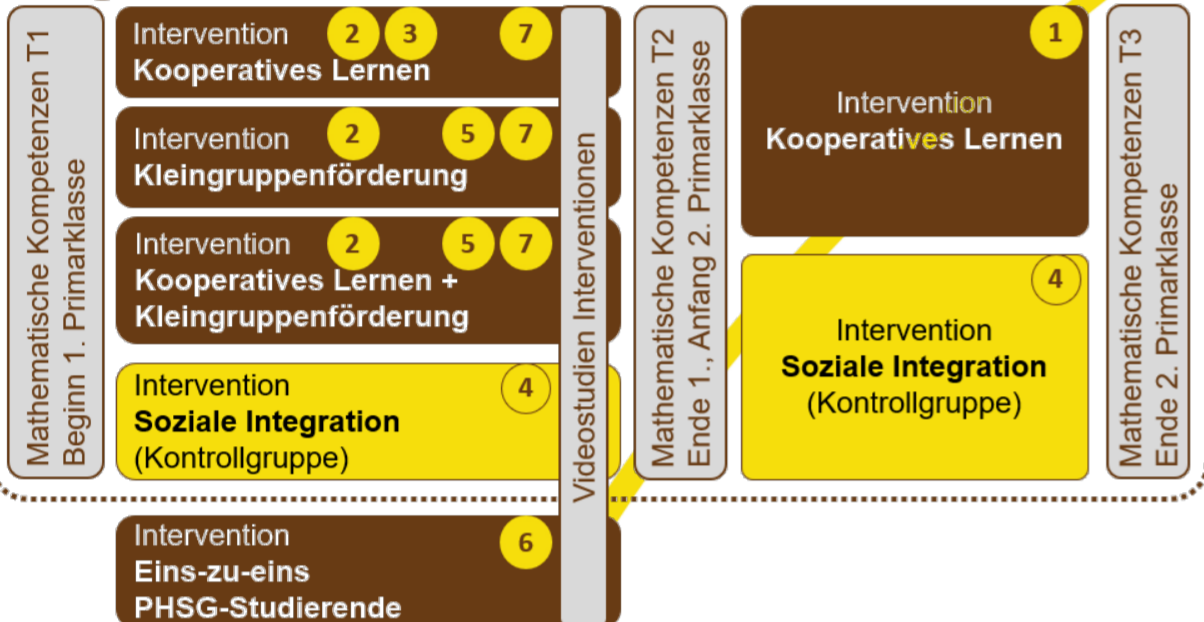 Mathematische Kompetenzen T1
Beginn 1. Primarklasse
Intervention 2 3 7
Kooperatives Lernen
Intervention 2 5 7
Kleingruppenförderung
Intervention 2 5 7
Kooperatives Lernen +
Kleingruppenförderung
Intervention 4
Soziale Integration
(Kontrollgruppe)
Intervention 6
Eins-zu-eins
PHSG-Studierende
Videostudien Interventionen
Mathematische Kompetenzen T2
Ende 1., Anfang 2. Primarklasse
1
Intervention
Kooperatives Lernen
4
Intervention
Soziale Integration
(Kontrollgruppe)
Mathematische Kompetenzen T3
Ende 2. Primarklasse